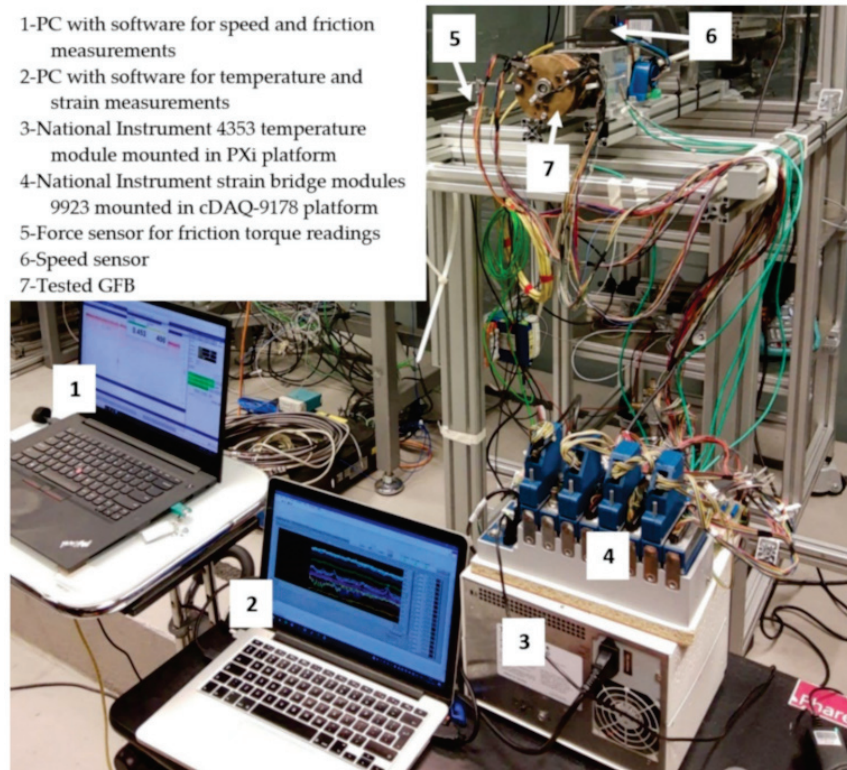 1-PC with software for speed and friction
measurements
2-PC with software for temperature and
strain measurements
3-National Instrument 4353 temperature
module mounted in PXi platform
4-National Instrument strain bridge modules
9923 mounted in cDAQ-9178 platform
5-Force sensor for friction torque readings
6-Speed sensor
7-Tested GFB
5
6
7
1
2
4
3